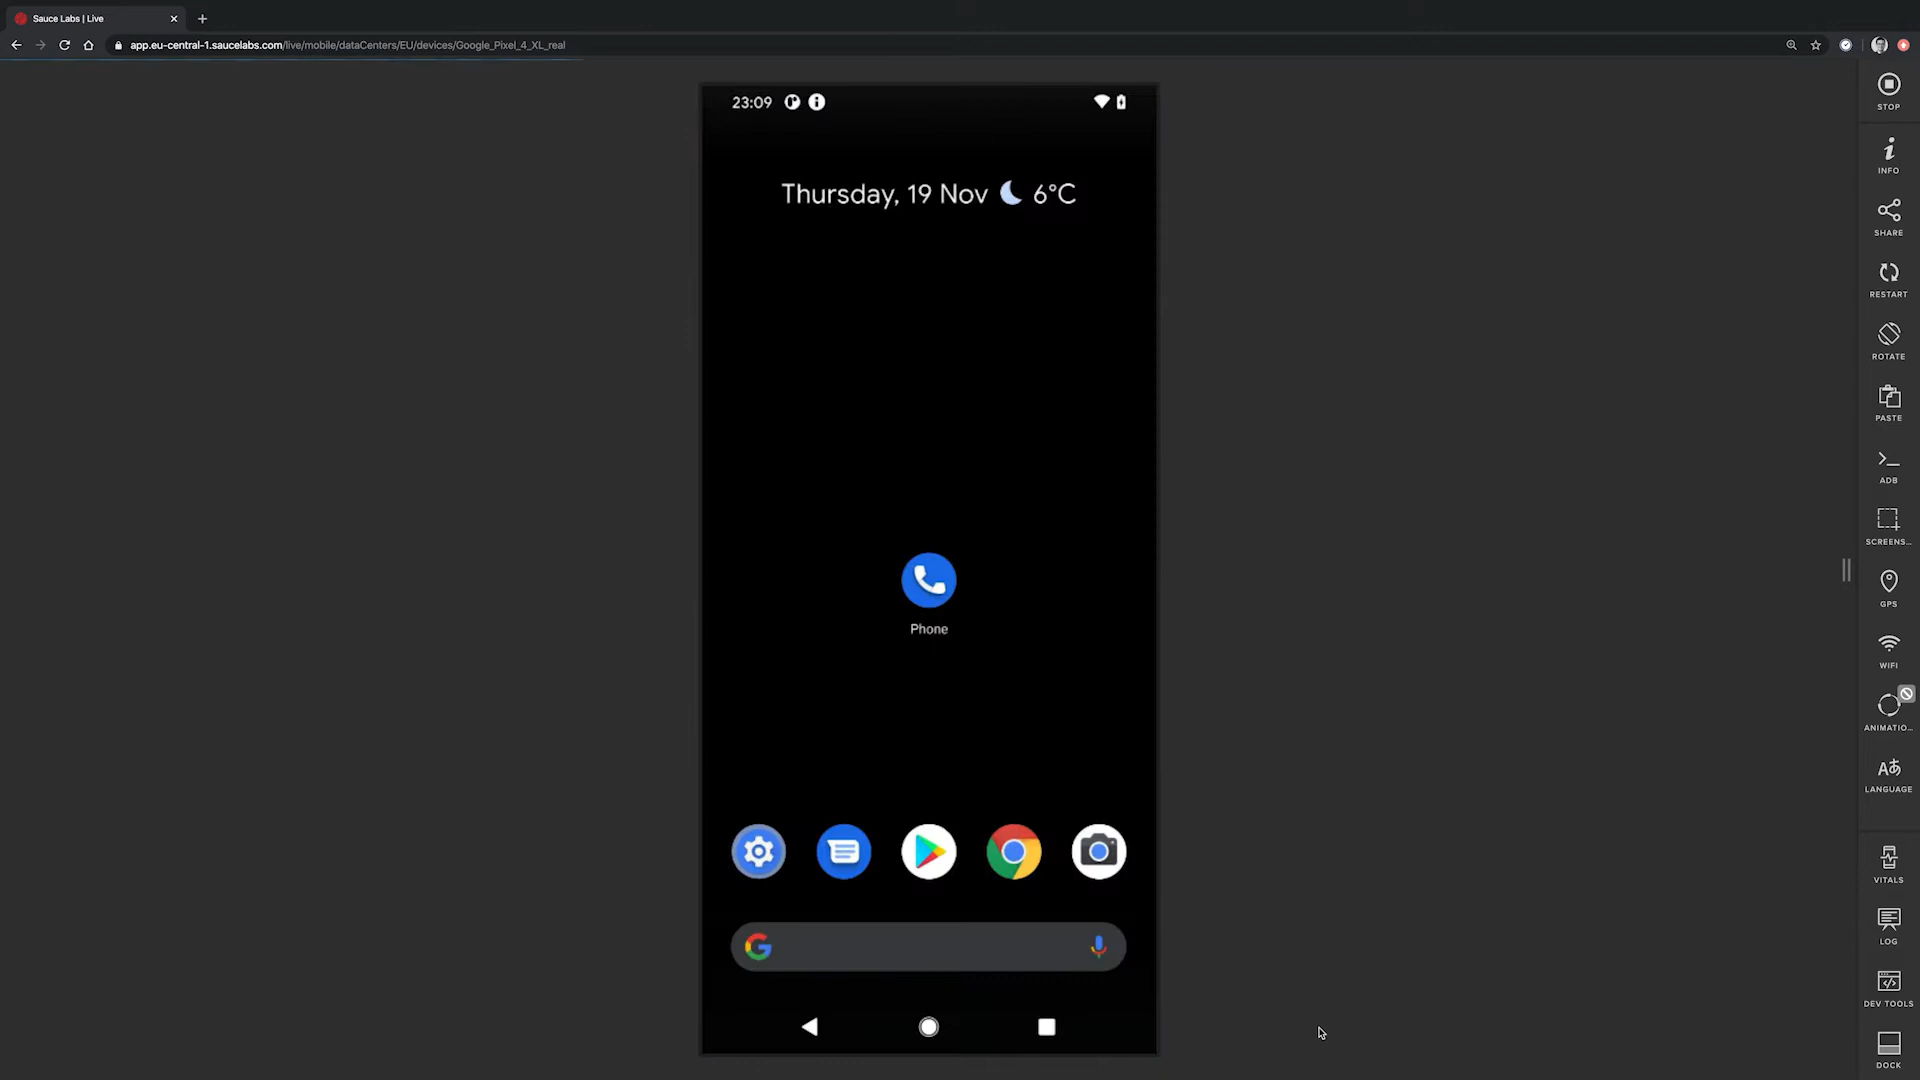 Sauce Labs | Live
app.eu-central-1.saucelabs.com/live/mobile/dataCenters/EU/devices/Google_Pixel_4_XL_real
23:09
Thursday, 19 Nov 6°C
Phone
STOP
INFO
SHARE
RESTART
ROTATE
PASTE
ADB
SCREENS...
GPS
WIFI
ANIMATIO...
Aあ
LANGUAGE
VITALS
LOG
DEV TOOLS
DOCK